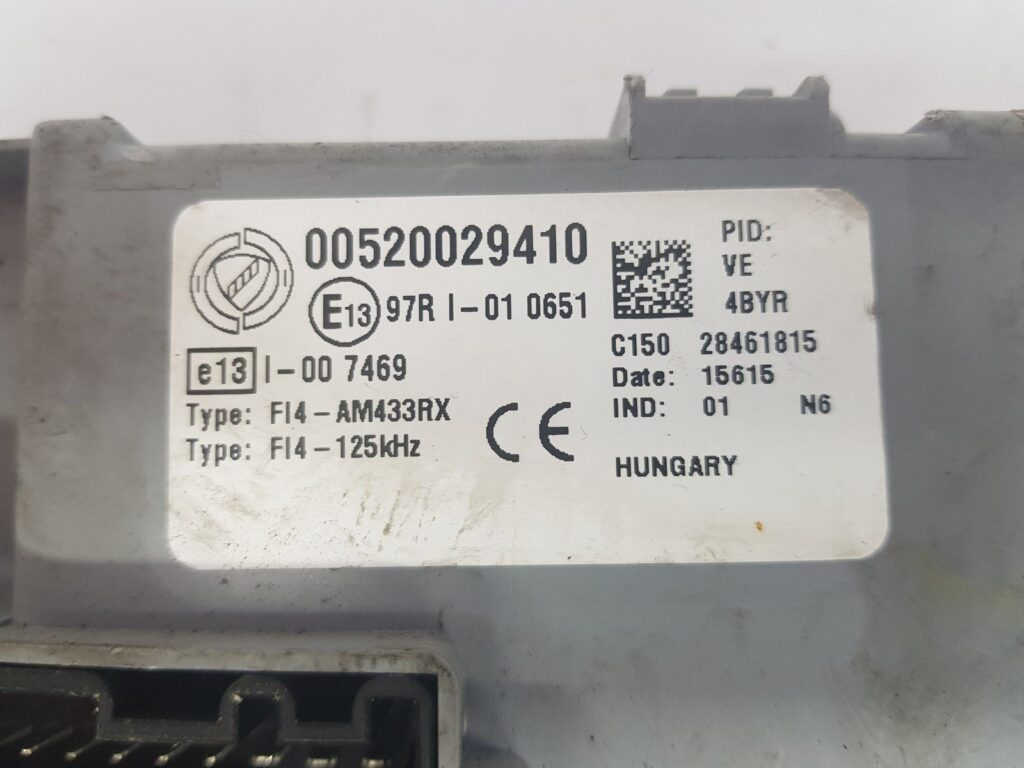 00520029410
E13 97R I-01 0651
e13 I-00 7469
Type: FI4-AM433RX
Type: FI4-125kHz
CE
PID:
VE
4BYR
C150 28461815
Date: 15615
IND: 01 N6
HUNGARY